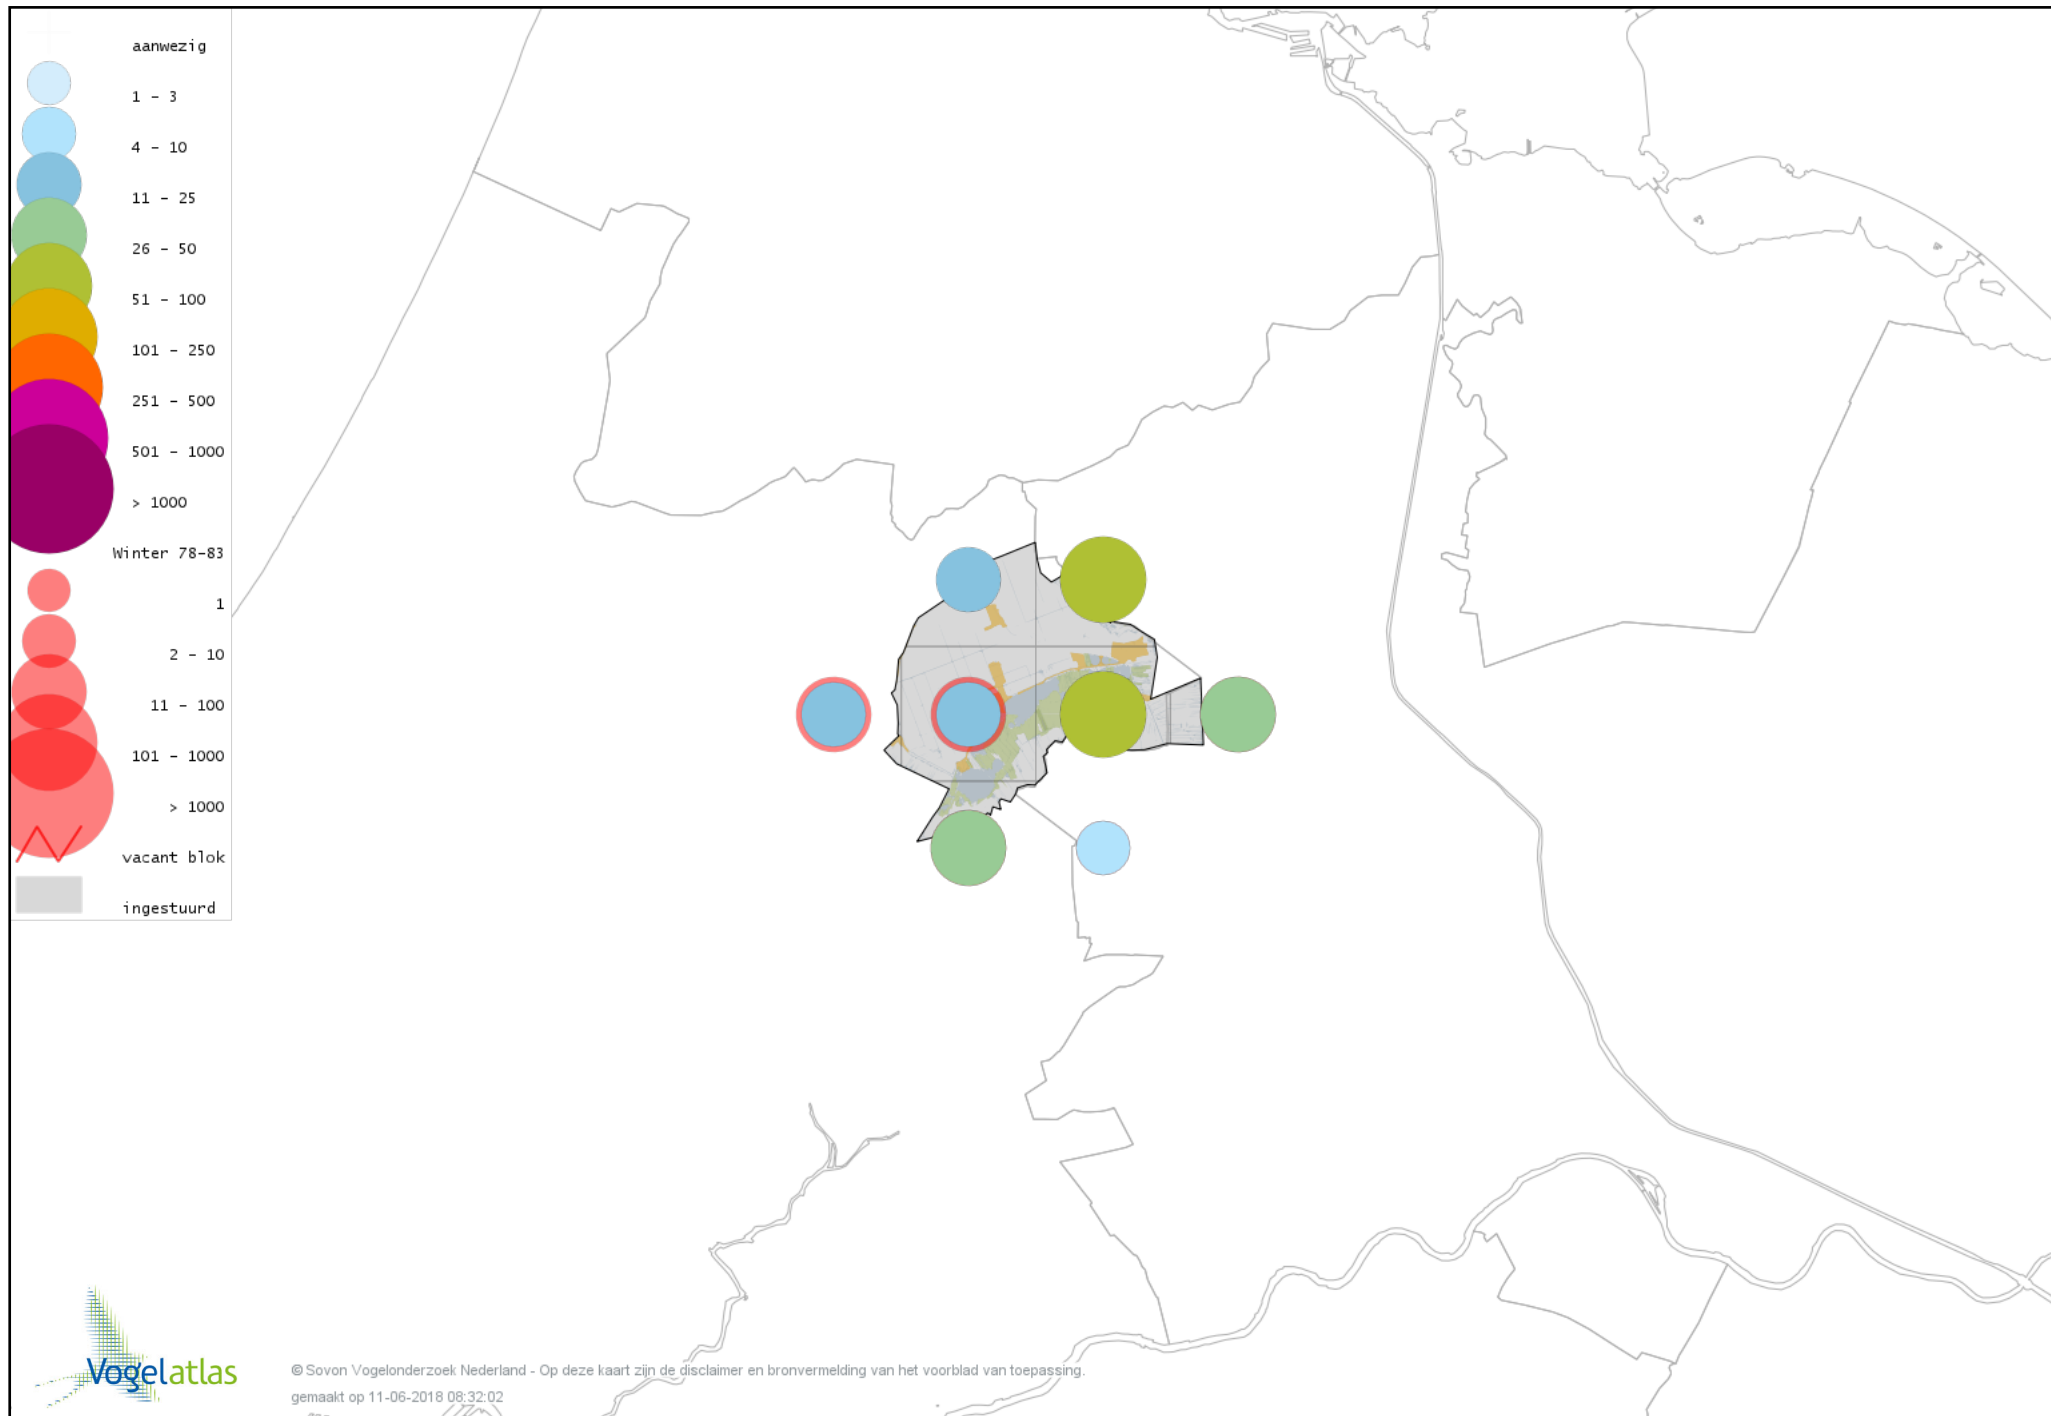 aanwezig
1 - 3
4 - 10
11 - 25
26 - 50
51 - 100
101 - 250
251 - 500
501 - 1000
> 1000
Winter 78-83
1
2 - 10
11 - 100
101 - 1000
> 1000
vacant blok
ingestuurd
Vogelatlas
© Sovon Vogelonderzoek Nederland - Op deze kaart zijn de disclaimer en bronvermelding van het voorblad van toepassing.
gemaakt op 11-06-2018 08:32:02